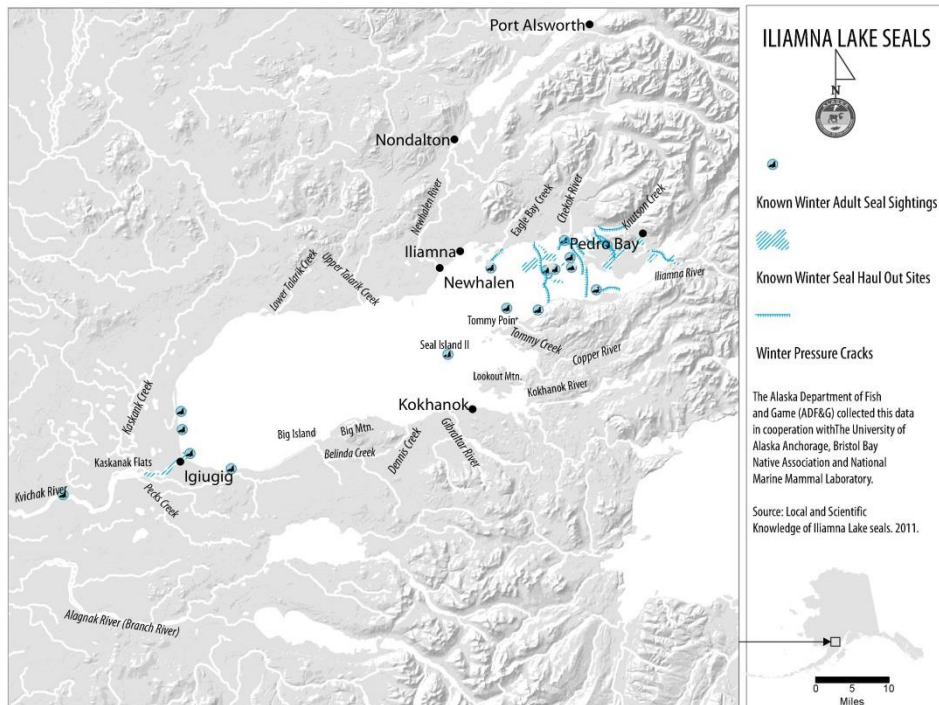 Port Alsworth
Nondalton
Newhalen River
Eagle Bay Creek
Chekok River
Knutson Creek
Iliamna
Pedro Bay
Newhalen
Iliamna River
Lower Talarik Creek
Upper Talarik Creek
Tommy Point
Tommy Creek
Seal Island II
Copper River
Lookout Mtn.
Kokhanok River
Kaskank Creek
Kokhanok
Big Island
Big Mtn.
Gibraltar River
Dennis Creek
Belinda Creek
Kaskanak Flats
Igiugig
Kvichak River
Pecks Creek
Alagnak River (Branch River)
ILIAMNA LAKE SEALS
N
Known Winter Adult Seal Sightings
Known Winter Seal Haul Out Sites
Winter Pressure Cracks
The Alaska Department of Fish
and Game (ADF&G) collected this data
in cooperation withThe University of
Alaska Anchorage, Bristol Bay
Native Association and National
Marine Mammal Laboratory.
Source: Local and Scientific
Knowledge of Iliamna Lake seals. 2011.
0 5 10
Miles